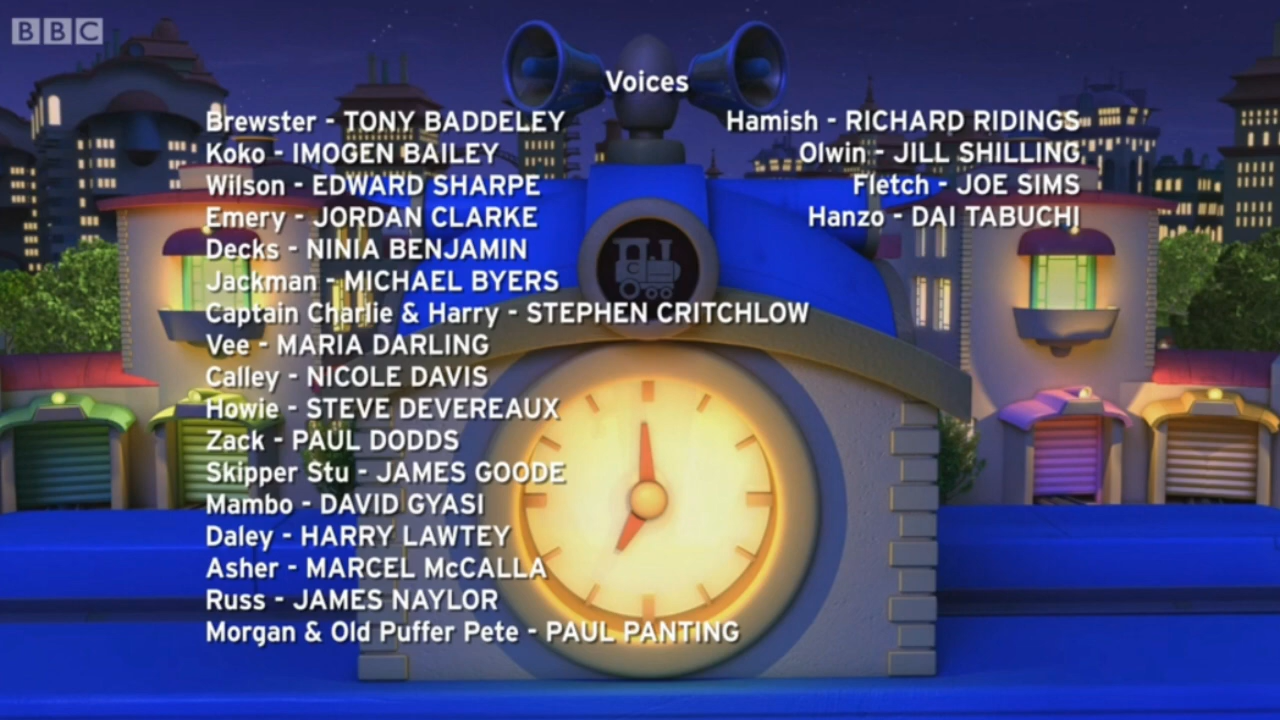 BBC
Voices
Brewster - TONY BADDELEY
Koko - IMOGEN BAILEY
Wilson - EDWARD SHARPE
Emery - JORDAN CLARKE
Decks - NINIA BENJAMIN
Jackman - MICHAEL BYERS
Captain Charlie & Harry - STEPHEN CRITCHLOW
Vee - MARIA DARLING
Calley - NICOLE DAVIS
Howie - STEVE DEVEREAUX
Zack - PAUL DODDS
Skipper Stu - JAMES GOODE
Mambo - DAVID GYASI
Daley - HARRY LAWTEY
Asher - MARCEL McCALLA
Russ - JAMES NAYLOR
Morgan & Old Puffer Pete - PAUL PANTING
Hamish - RICHARD RIDINGS
Olwin - JILL SHILLING
Fletch - JOE SIMS
Hanzo - DAI TABUCHI
C